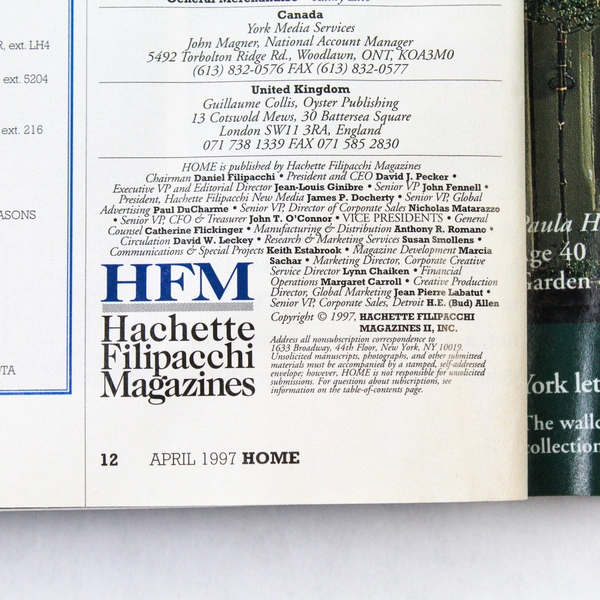 R, ext. LH4
ext. 5204
ext. 216
ASONS
OTA
Canada
York Media Services
John Magner, National Account Manager
5492 Torbolton Ridge Rd., Woodlawn, ONT, KOA3M0
(613) 832-0576 FAX (613) 832-0577
United Kingdom
Guillaume Collis, Oyster Publishing
13 Cotswold Mews, 30 Battersea Square
London SW11 3RA, England
071 738 1339 FAX 071 585 2830
HOME is published by Hachette Filipacchi Magazines
Chairman Daniel Filipacchi • President and CEO David J. Pecker •
Executive VP and Editorial Director Jean-Louis Ginibre • Senior VP John Fennell •
President, Hachette Filipacchi New Media James P. Docherty • Senior VP, Global
Advertising Paul DuCharme • Senior VP, Director of Corporate Sales Nicholas Matarazzo
• Senior VP, CFO & Treasurer John T. O'Connor • VICE PRESIDENTS • General
Counsel Catherine Flickinger • Manufacturing & Distribution Anthony R. Romano •
Circulation David W. Leckey • Research & Marketing Services Susan Smollens •
Communications & Special Projects Keith Estabrook • Magazine Development Marcia
Sachar • Marketing Director, Corporate Creative
Service Director Lynn Chaiken • Financial
Operations Margaret Carroll • Creative Production
Director, Global Marketing Jean Pierre Labatut •
Senior VP, Corporate Sales, Detroit H.E. (Bud) Allen
HFM
Hachette
Filipacchi
Magazines
Copyright © 1997, HACHETTE FILIPACCHI
MAGAZINES II, INC.
Address all nonsubscription correspondence to
1633 Broadway, 44th Floor, New York, NY 10019.
Unsolicited manuscripts, photographs, and other submitted
materials must be accompanied by a stamped, self-addressed
envelope; however, HOME is not responsible for unsolicited
submissions. For questions about subscriptions, see
information on the table-of-contents page.
12 APRIL 1997 HOME
Paula H
ge 40
arden
York let
The wallc
collection